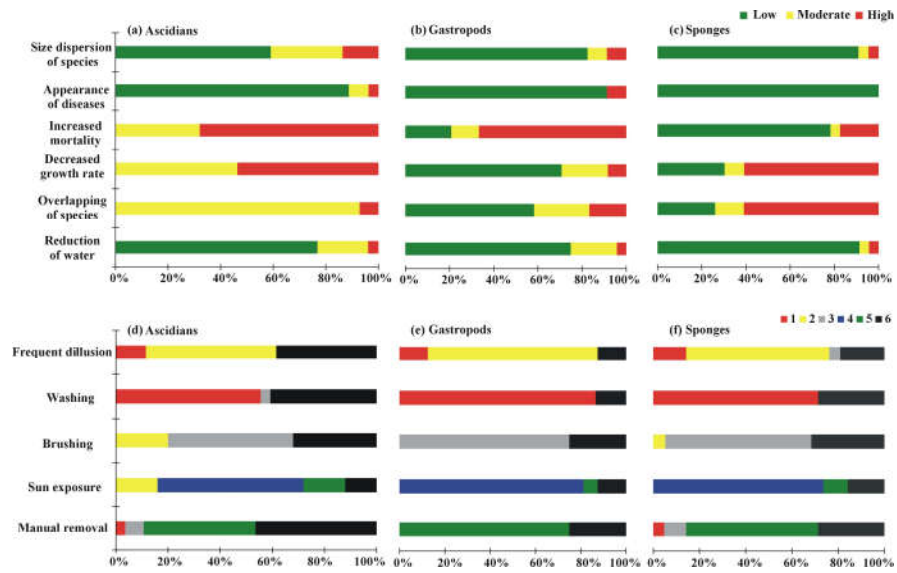 Low Moderate High
(a) Ascidians (b) Gastropods (c) Sponges
Size dispersion
of species
Appearance
of diseases
Increased
mortality
Decreased
growth rate
Overlapping
of species
Reduction
of water
0% 20% 40% 60% 80% 100% 0% 20% 40% 60% 80% 100% 0% 20% 40% 60% 80% 100%
1 2 3 4 5 6
(d) Ascidians (e) Gastropods (f) Sponges
Frequent dillusion
Washing
Brushing
Sun exposure
Manual removal
0% 20% 40% 60% 80% 100% 0% 20% 40% 60% 80% 100% 0% 20% 40% 60% 80% 100%